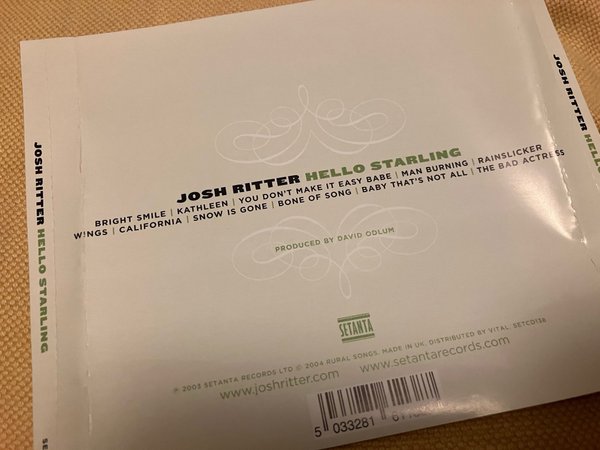 JOSH RITTER HELLO STARLING
JOSH RITTER HELLO STARLING
BRIGHT SMILE | KATHLEEN | YOU DON'T MAKE IT EASY BABE | MAN BURNING | RAINSLICKER
WINGS | CALIFORNIA | SNOW IS GONE | BONE OF SONG | BABY THAT'S NOT ALL | THE BAD ACTRESS
PRODUCED BY DAVID ODLUM
SETANTA
℗ 2003 SETANTA RECORDS LTD © 2004 RURAL SONGS. MADE IN UK. DISTRIBUTED BY VITAL. SETCD138
www.joshritter.com www.setantarecords.com
5 033281
JOSH RITTER HELLO